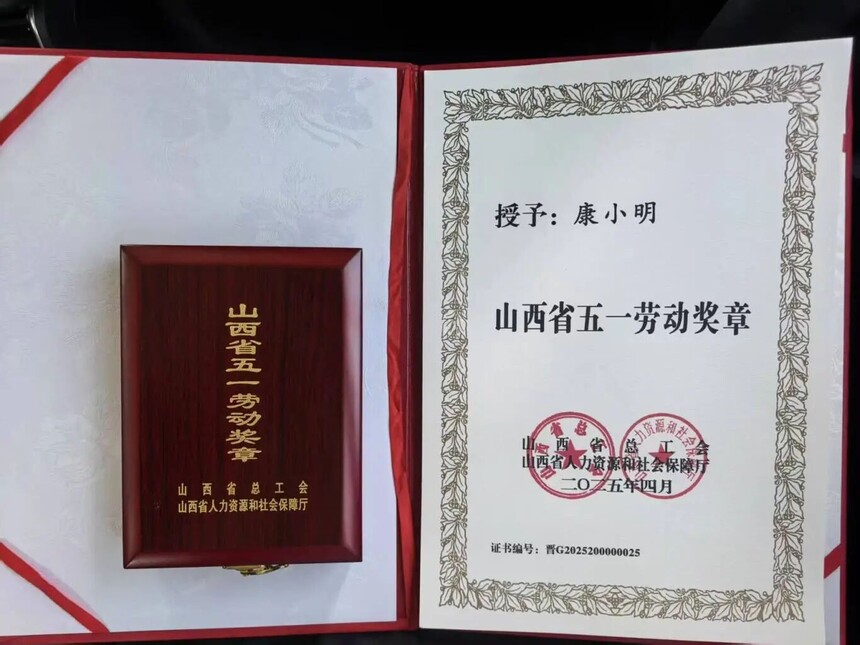 山西省五一劳动奖章
山西省总工会
山西省人力资源和社会保障厅
授予：康小明
山西省五一劳动奖章
山西省总工会
山西省人力资源和社会保障厅
二〇二五年四月
证书编号：晋G2025200000025